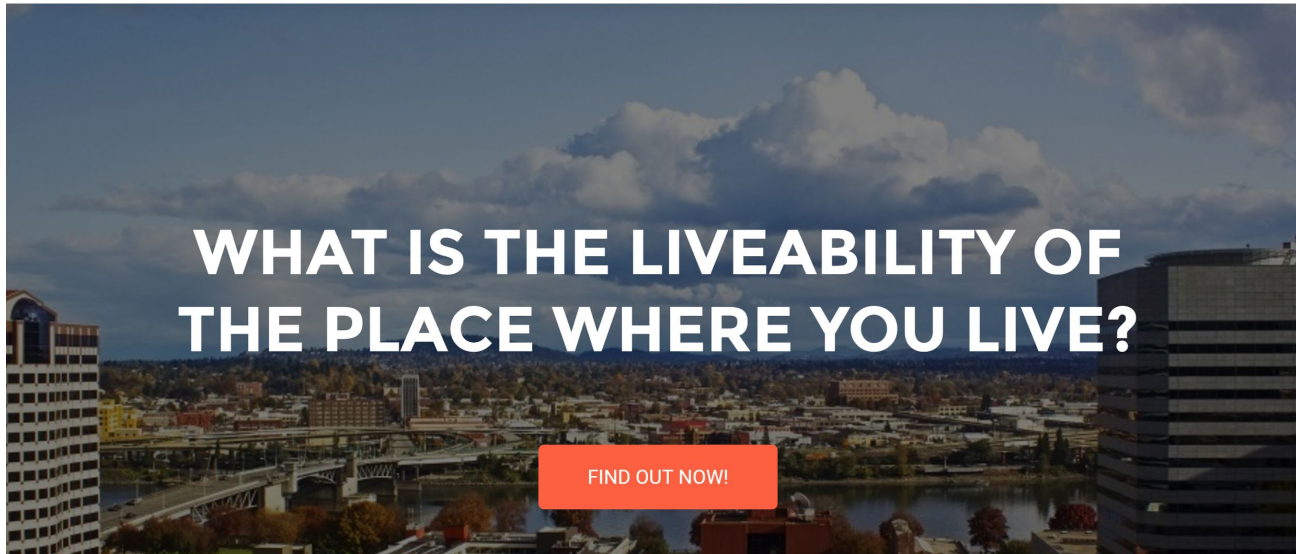 WHAT IS THE LIVEABILITY OF
THE PLACE WHERE YOU LIVE?
FIND OUT NOW!